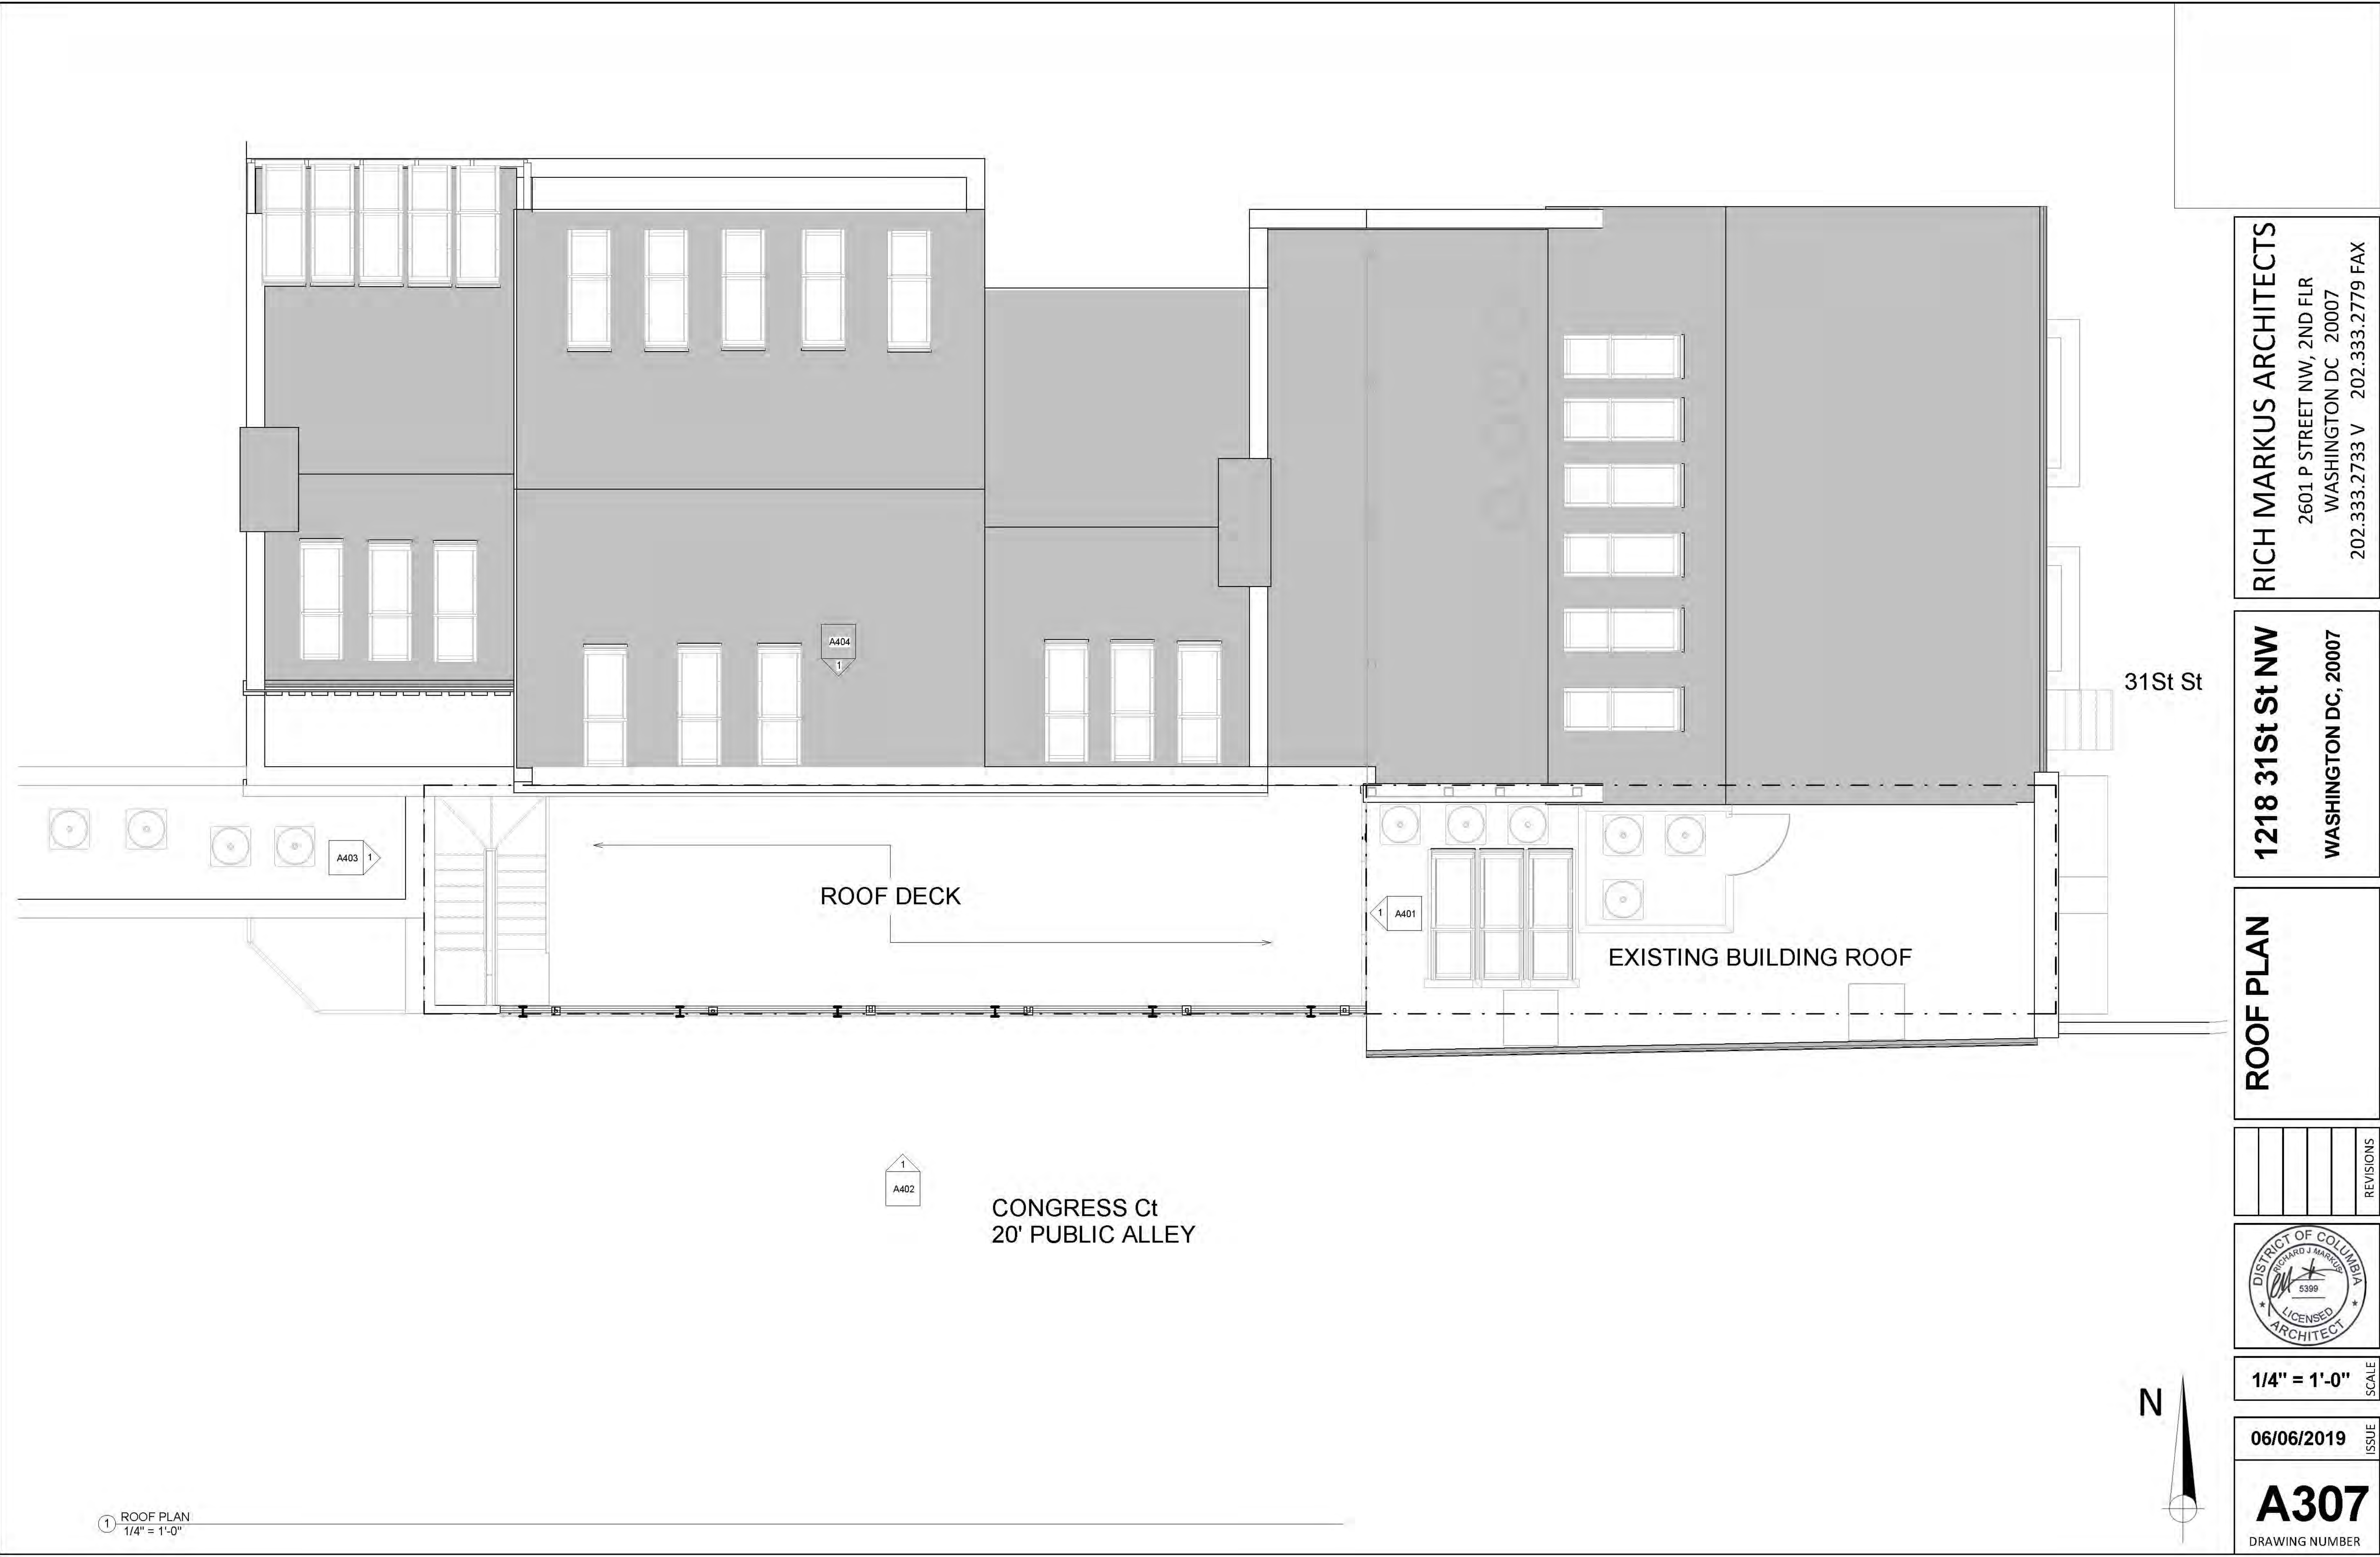 A404
1
31St St
A403 1
ROOF DECK
1 A401
EXISTING BUILDING ROOF
1
A402
CONGRESS Ct
20' PUBLIC ALLEY
N
1 ROOF PLAN
1/4" = 1'-0"
RICH MARKUS ARCHITECTS
2601 P STREET NW, 2ND FLR
WASHINGTON DC 20007
202.333.2733 V 202.333.2779 FAX
1218 31St St NW
WASHINGTON DC, 20007
ROOF PLAN
REVISIONS
DISTRICT OF COLUMBIA
RICHARD J MARKUS
5399
LICENSED
ARCHITECT
1/4" = 1'-0"
SCALE
06/06/2019
ISSUE
A307
DRAWING NUMBER